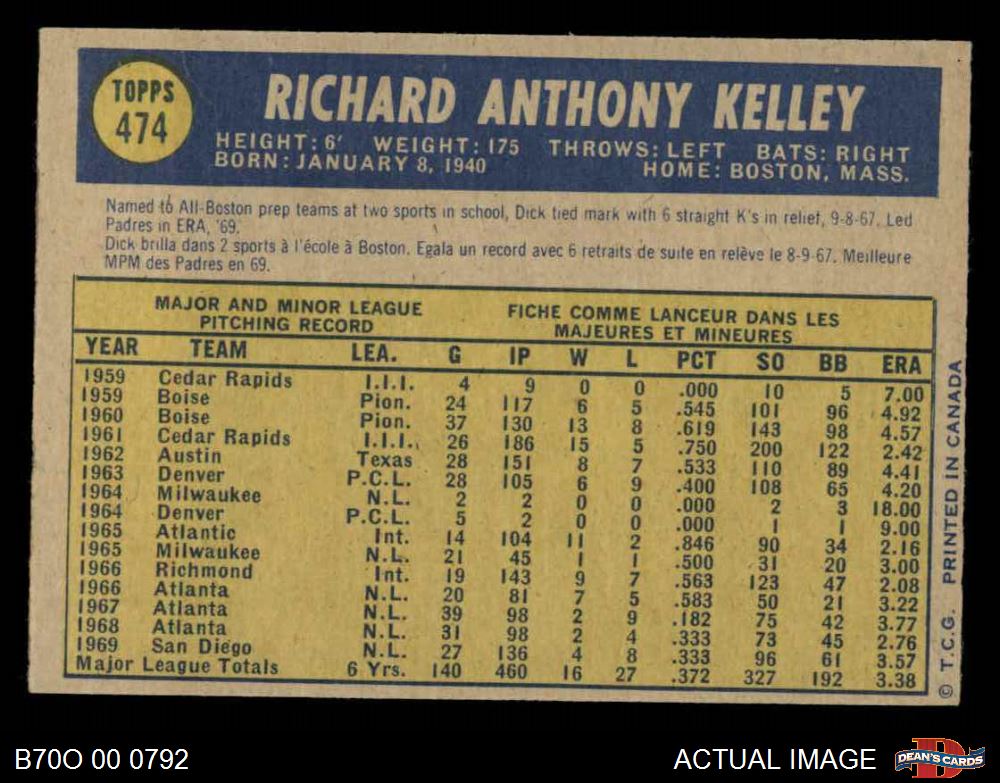 TOPPS
474
RICHARD ANTHONY KELLEY
HEIGHT: 6' WEIGHT: 175 THROWS: LEFT BATS: RIGHT
BORN: JANUARY 8, 1940 HOME: BOSTON, MASS.
Named to All-Boston prep teams at two sports in school, Dick tied mark with 6 straight K's in relief, 9-8-67. Led
Padres in ERA, '69.
Dick brilla dans 2 sports à l'école à Boston. Egala un record avec 6 retraits de suite en relève le 8-9-67. Meilleure
MPM des Padres en 69.
MAJOR AND MINOR LEAGUE FICHE COMME LANCEUR DANS LES
PITCHING RECORD MAJEURES ET MINEURES
YEAR TEAM LEA. G IP W L PCT SO BB ERA
1959 Cedar Rapids I.I.I. 4 9 0 0 .000 10 5 7.00
1959 Boise Pion. 24 117 6 5 .545 101 96 4.92
1960 Boise Pion. 37 130 13 8 .619 143 98 4.57
1961 Cedar Rapids I.I.I. 26 186 15 5 .750 200 122 2.42
1962 Austin Texas 28 151 8 7 .533 110 89 4.41
1963 Denver P.C.L. 28 105 6 9 .400 108 65 4.20
1964 Milwaukee N.L. 2 2 0 0 .000 2 3 18.00
1964 Denver P.C.L. 5 2 0 0 .000 1 1 9.00
1965 Atlantic Int. 14 104 11 2 .846 90 34 2.16
1965 Milwaukee N.L. 21 45 1 1 .500 31 20 3.00
1966 Richmond Int. 19 143 9 7 .563 123 47 2.08
1966 Atlanta N.L. 20 81 7 5 .583 50 21 3.22
1967 Atlanta N.L. 39 98 2 9 .182 75 42 3.77
1968 Atlanta N.L. 31 98 2 4 .333 73 45 2.76
1969 San Diego N.L. 27 136 4 8 .333 96 61 3.57
Major League Totals 6 Yrs. 140 460 16 27 .372 327 192 3.38
© T.C.G. PRINTED IN CANADA
B70O 00 0792
ACTUAL IMAGE
D
DEAN'S CARDS